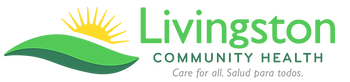 Livingston
COMMUNITY HEALTH
Care for all. Salud para todos.